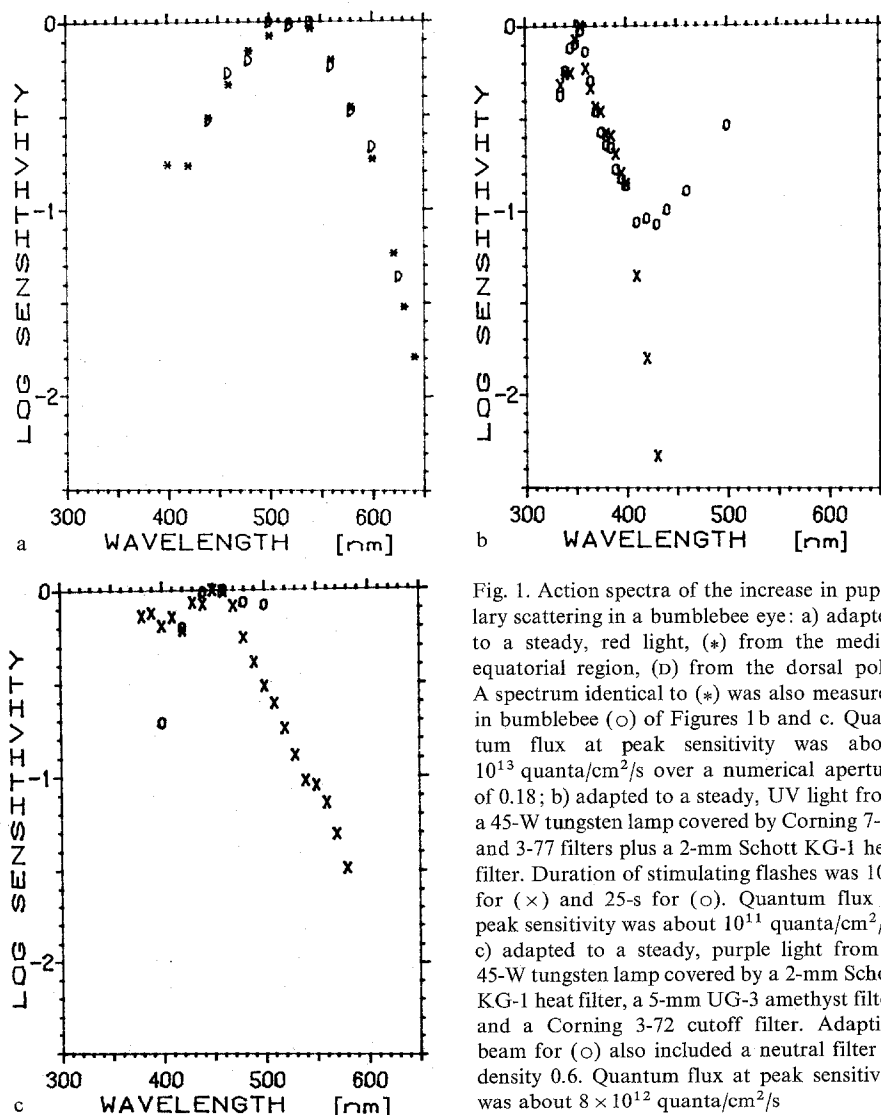 0
-1
-2
LOG SENSITIVITY
300 400 500 600
a WAVELENGTH [nm]
0
-1
-2
LOG SENSITIVITY
300 400 500 600
b WAVELENGTH [nm]
0
-1
-2
LOG SENSITIVITY
300 400 500 600
c WAVELENGTH [nm]
Fig. 1. Action spectra of the increase in pup
lary scattering in a bumblebee eye: a) adapt
to a steady, red light, (*) from the medi
equatorial region, (D) from the dorsal pol
A spectrum identical to (*) was also measure
in bumblebee (○) of Figures 1b and c. Quan
tum flux at peak sensitivity was abo
10¹³ quanta/cm²/s over a numerical apertur
of 0.18; b) adapted to a steady, UV light fro
a 45-W tungsten lamp covered by Corning 7-
and 3-77 filters plus a 2-mm Schott KG-1 hea
filter. Duration of stimulating flashes was 10
for (×) and 25-s for (○). Quantum flux
peak sensitivity was about 10¹¹ quanta/cm²/
c) adapted to a steady, purple light from
45-W tungsten lamp covered by a 2-mm Scho
KG-1 heat filter, a 5-mm UG-3 amethyst filte
and a Corning 3-72 cutoff filter. Adapti
beam for (○) also included a neutral filter
density 0.6. Quantum flux at peak sensitiv
was about 8 × 10¹² quanta/cm²/s